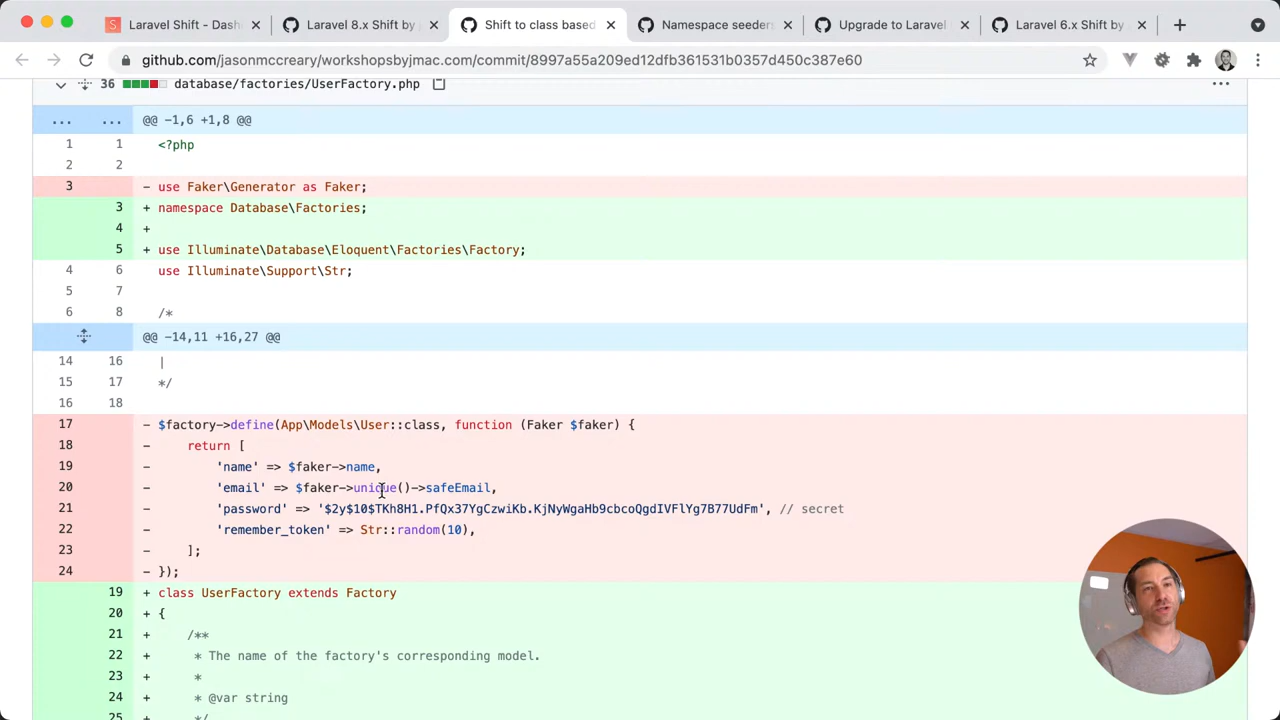 Laravel Shift - Dash
Laravel 8.x Shift by
Shift to class based
Namespace seeders
Upgrade to Laravel
Laravel 6.x Shift by
github.com/jasonmccreary/workshopsbyjmc.com/commit/8997a55a209ed12dfb361531b0357d450c387e60
36 database/factories/UserFactory.php
... ... @@ -1,6 +1,8 @@
1 1 <?php
2 2
3 - use Faker\Generator as Faker;
3 + namespace Database\Factories;
4 +
5 + use Illuminate\Database\Eloquent\Factories\Factory;
4 6 use Illuminate\Support\Str;
5 7
6 8 /*
@@ -14,11 +16,27 @@
14 16 |
15 17 */
16 18
17 - $factory->define(App\Models\User::class, function (Faker $faker) {
18 - return [
19 - 'name' => $faker->name,
20 - 'email' => $faker->unique()->safeEmail,
21 - 'password' => '$2y$10$TKh8H1.PfQx37YgCzwiKb.KjNyWgaHb9cbcoQgdIVFlYg7B77UdFm', // secret
22 - 'remember_token' => Str::random(10),
23 - ];
24 - });
19 + class UserFactory extends Factory
20 + {
21 + /**
22 + * The name of the factory's corresponding model.
23 + *
24 + * @var string
25 + */